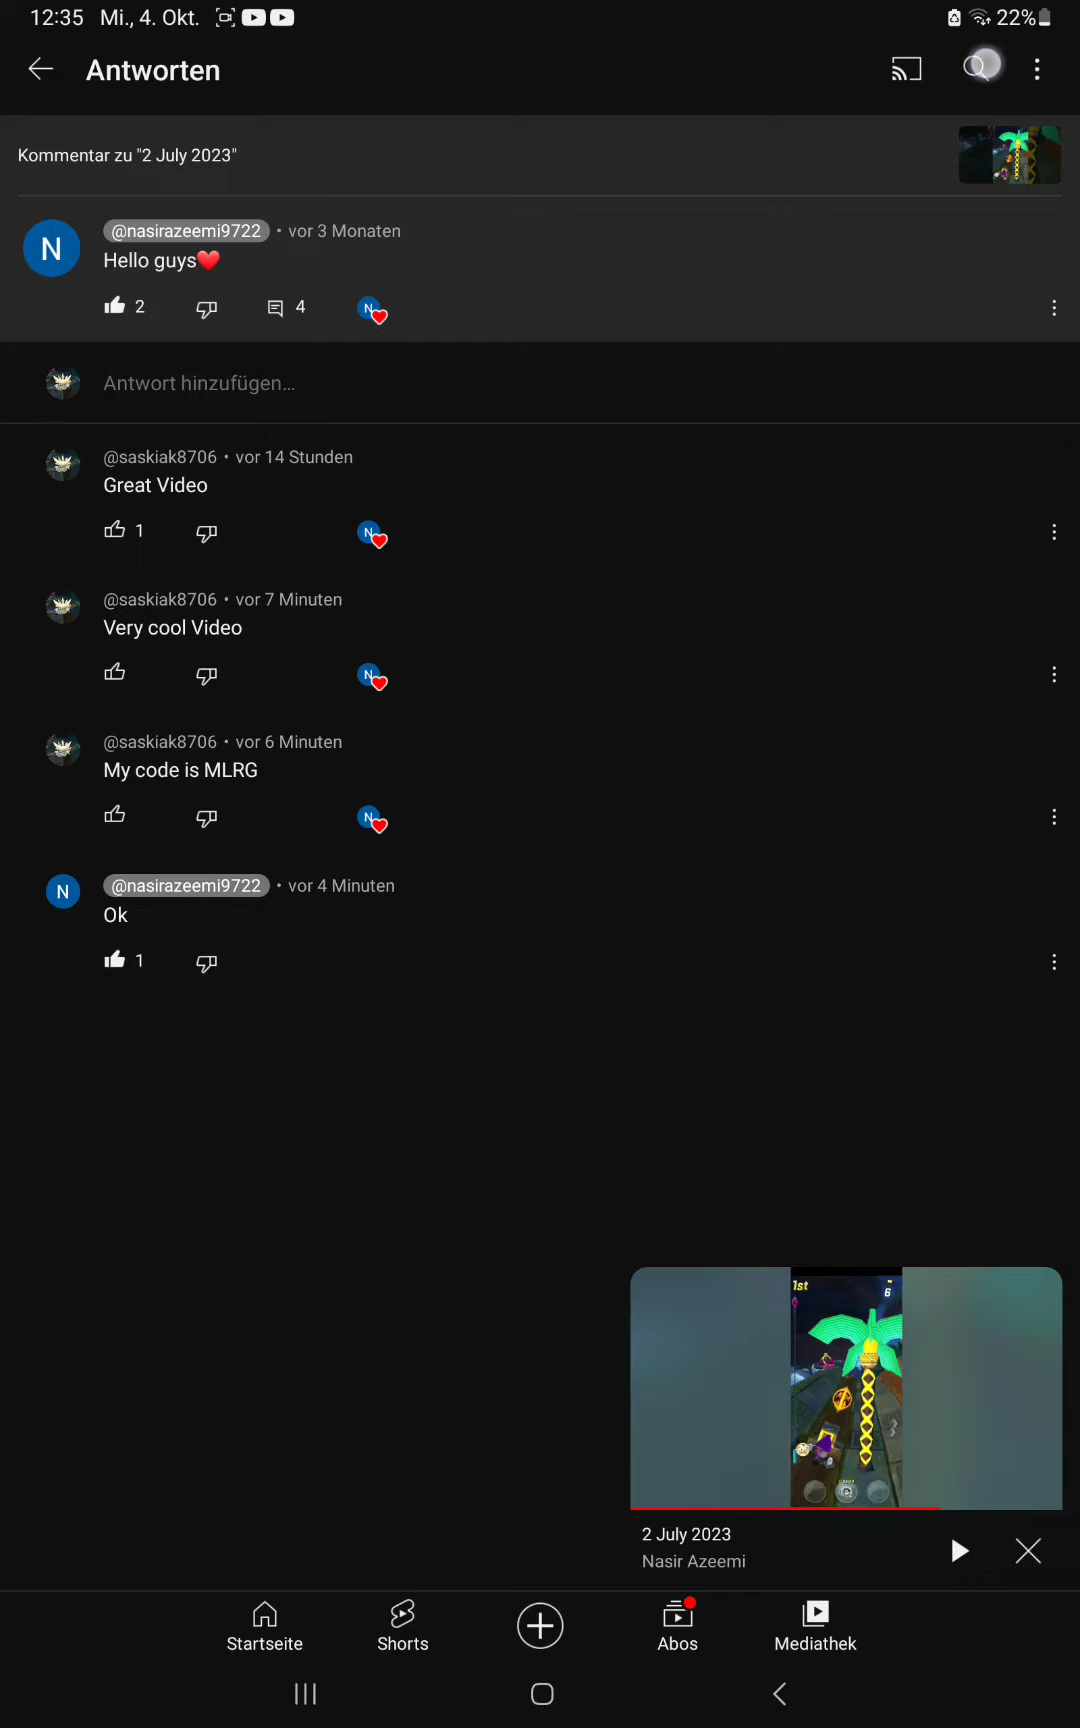 12:35 Mi., 4. Okt. 22%
Antworten
Kommentar zu "2 July 2023"
N @nasirazeemi9722 • vor 3 Monaten
Hello guys❤️
2 4 N
Antwort hinzufügen...
@saskiak8706 • vor 14 Stunden
Great Video
1 N
@saskiak8706 • vor 7 Minuten
Very cool Video
N
@saskiak8706 • vor 6 Minuten
My code is MLRG
N
N @nasirazeemi9722 • vor 4 Minuten
Ok
1
1st 6
2 July 2023
Nasir Azeemi
Startseite Shorts Abos Mediathek